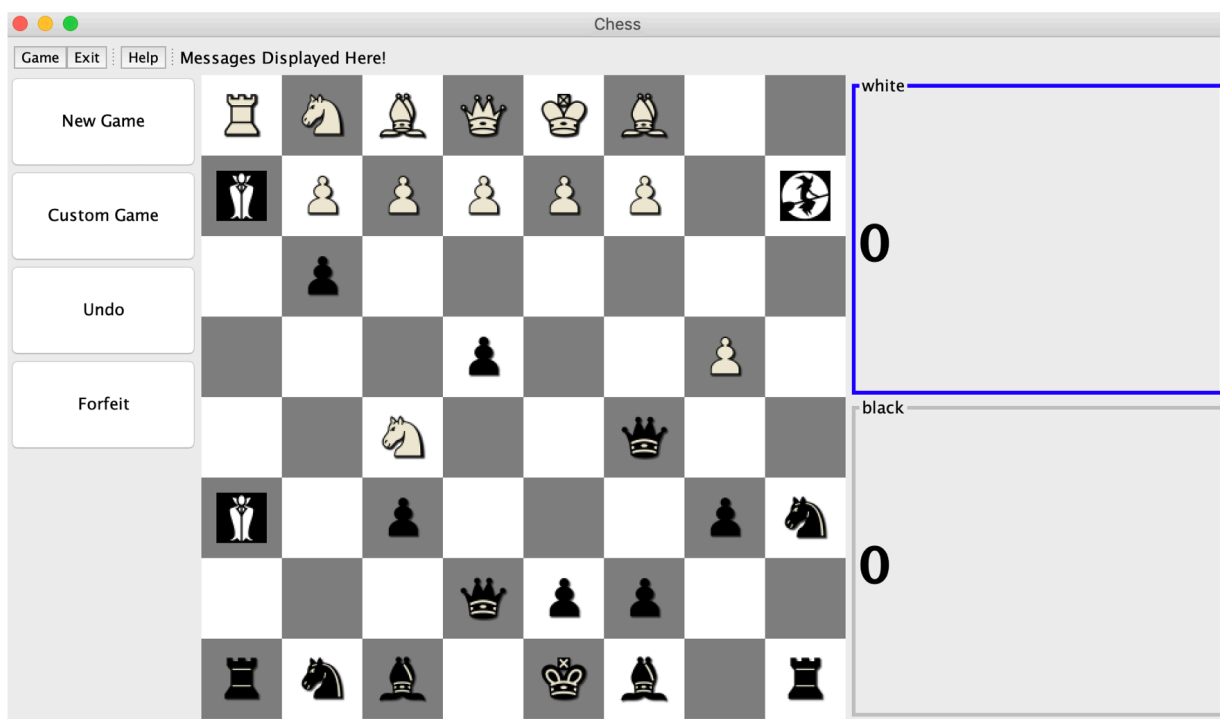 Chess
Game Exit Help Messages Displayed Here!
New Game
Custom Game
Undo
Forfeit
white
0
black
0